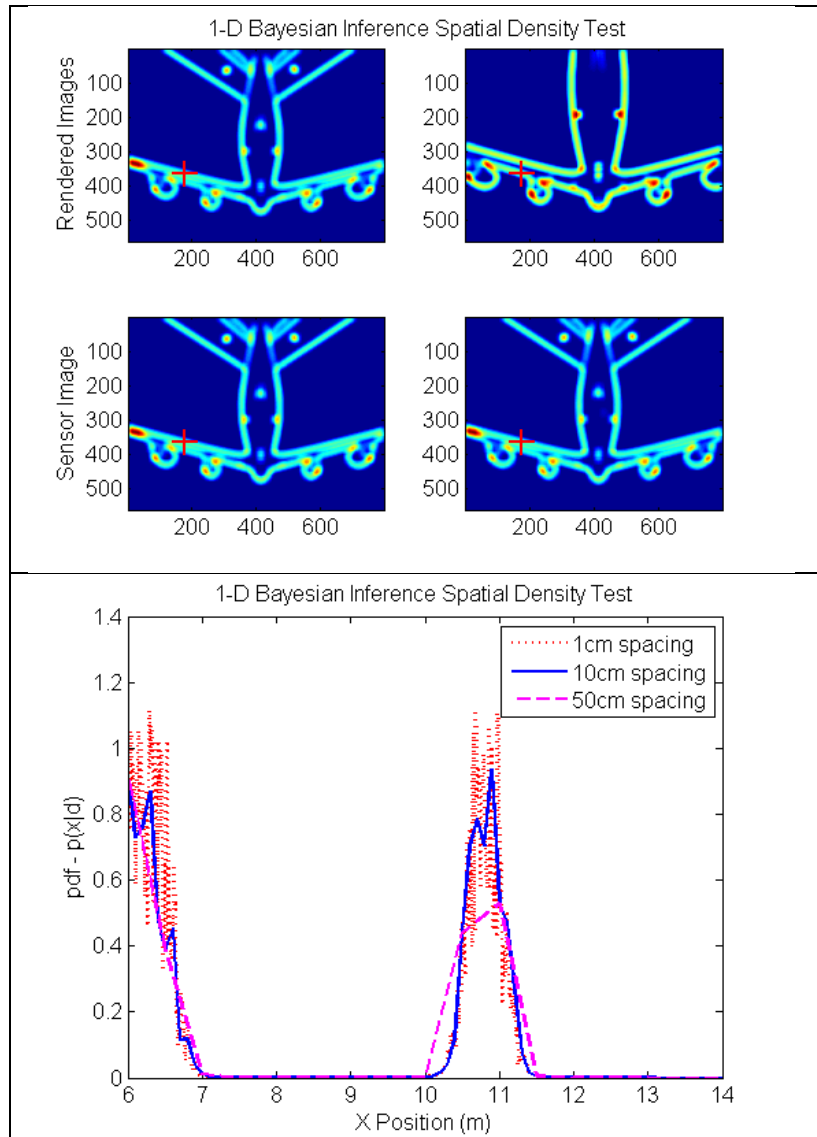 1-D Bayesian Inference Spatial Density Test
Rendered Images
100
200
300
400
500
200 400 600
100
200
300
400
500
200 400 600
Sensor Image
100
200
300
400
500
200 400 600
100
200
300
400
500
200 400 600
1-D Bayesian Inference Spatial Density Test
1.4
1.2
1
0.8
0.6
0.4
0.2
0
pdf - p(x|d)
1cm spacing
10cm spacing
50cm spacing
6 7 8 9 10 11 12 13 14
X Position (m)